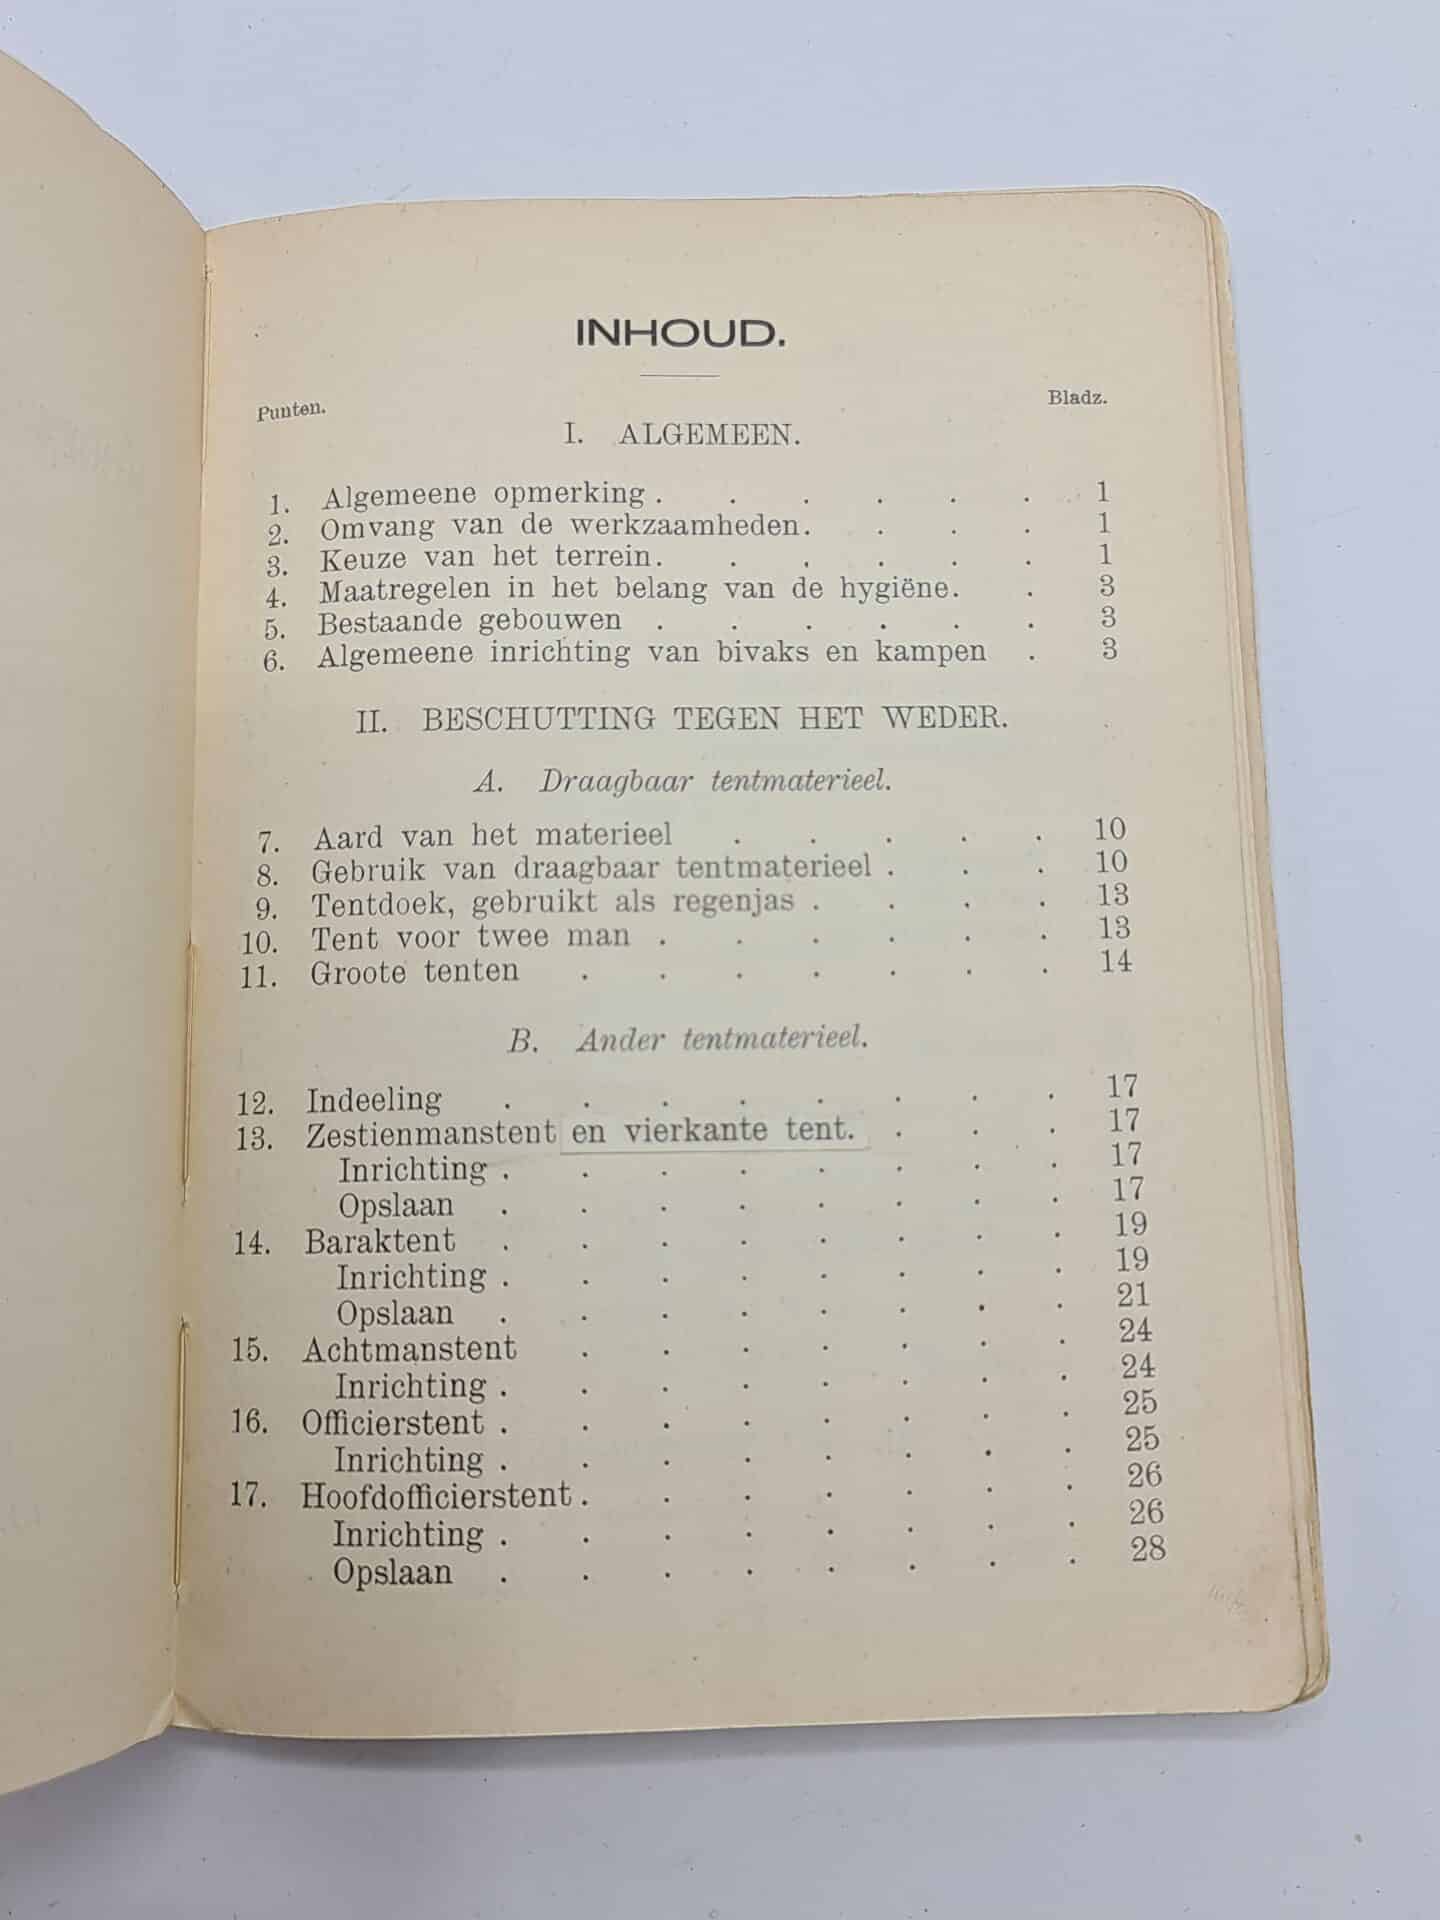 INHOUD.
Punten. Bladz.
I. ALGEMEEN.
1. Algemeene opmerking . . . . . . 1
2. Omvang van de werkzaamheden. . . . 1
3. Keuze van het terrein. . . . . . 1
4. Maatregelen in het belang van de hygiëne. . 3
5. Bestaande gebouwen . . . . . . 3
6. Algemeene inrichting van bivaks en kampen . 3
II. BESCHUTTING TEGEN HET WEDER.
A. Draagbaar tentmaterieel.
7. Aard van het materieel . . . . . 10
8. Gebruik van draagbaar tentmaterieel . . . 10
9. Tentdoek, gebruikt als regenjas . . . . 13
10. Tent voor twee man . . . . . . 13
11. Groote tenten . . . . . . . 14
B. Ander tentmaterieel.
12. Indeeling . . . . . . . . 17
13. Zestienmanstent en vierkante tent. . . . 17
Inrichting . . . . . . . . 17
Opslaan . . . . . . . . 17
14. Baraktent . . . . . . . . 19
Inrichting . . . . . . . . 19
Opslaan . . . . . . . . 21
15. Achtmanstent . . . . . . . 24
Inrichting . . . . . . . . 24
16. Officierstent . . . . . . . . 25
Inrichting . . . . . . . . 25
17. Hoofdofficierstent . . . . . . . 26
Inrichting . . . . . . . . 26
Opslaan . . . . . . . . 28